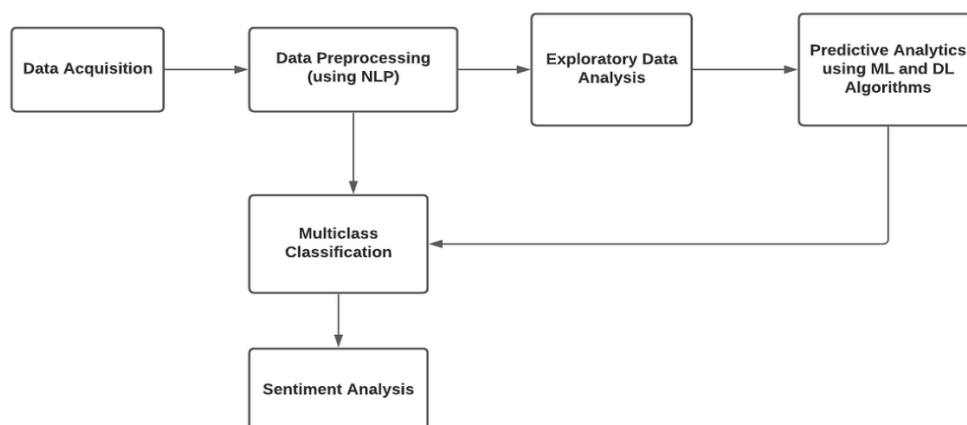 Data Acquisition
Data Preprocessing
(using NLP)
Exploratory Data
Analysis
Predictive Analytics
using ML and DL
Algorithms
Multiclass
Classification
Sentiment Analysis